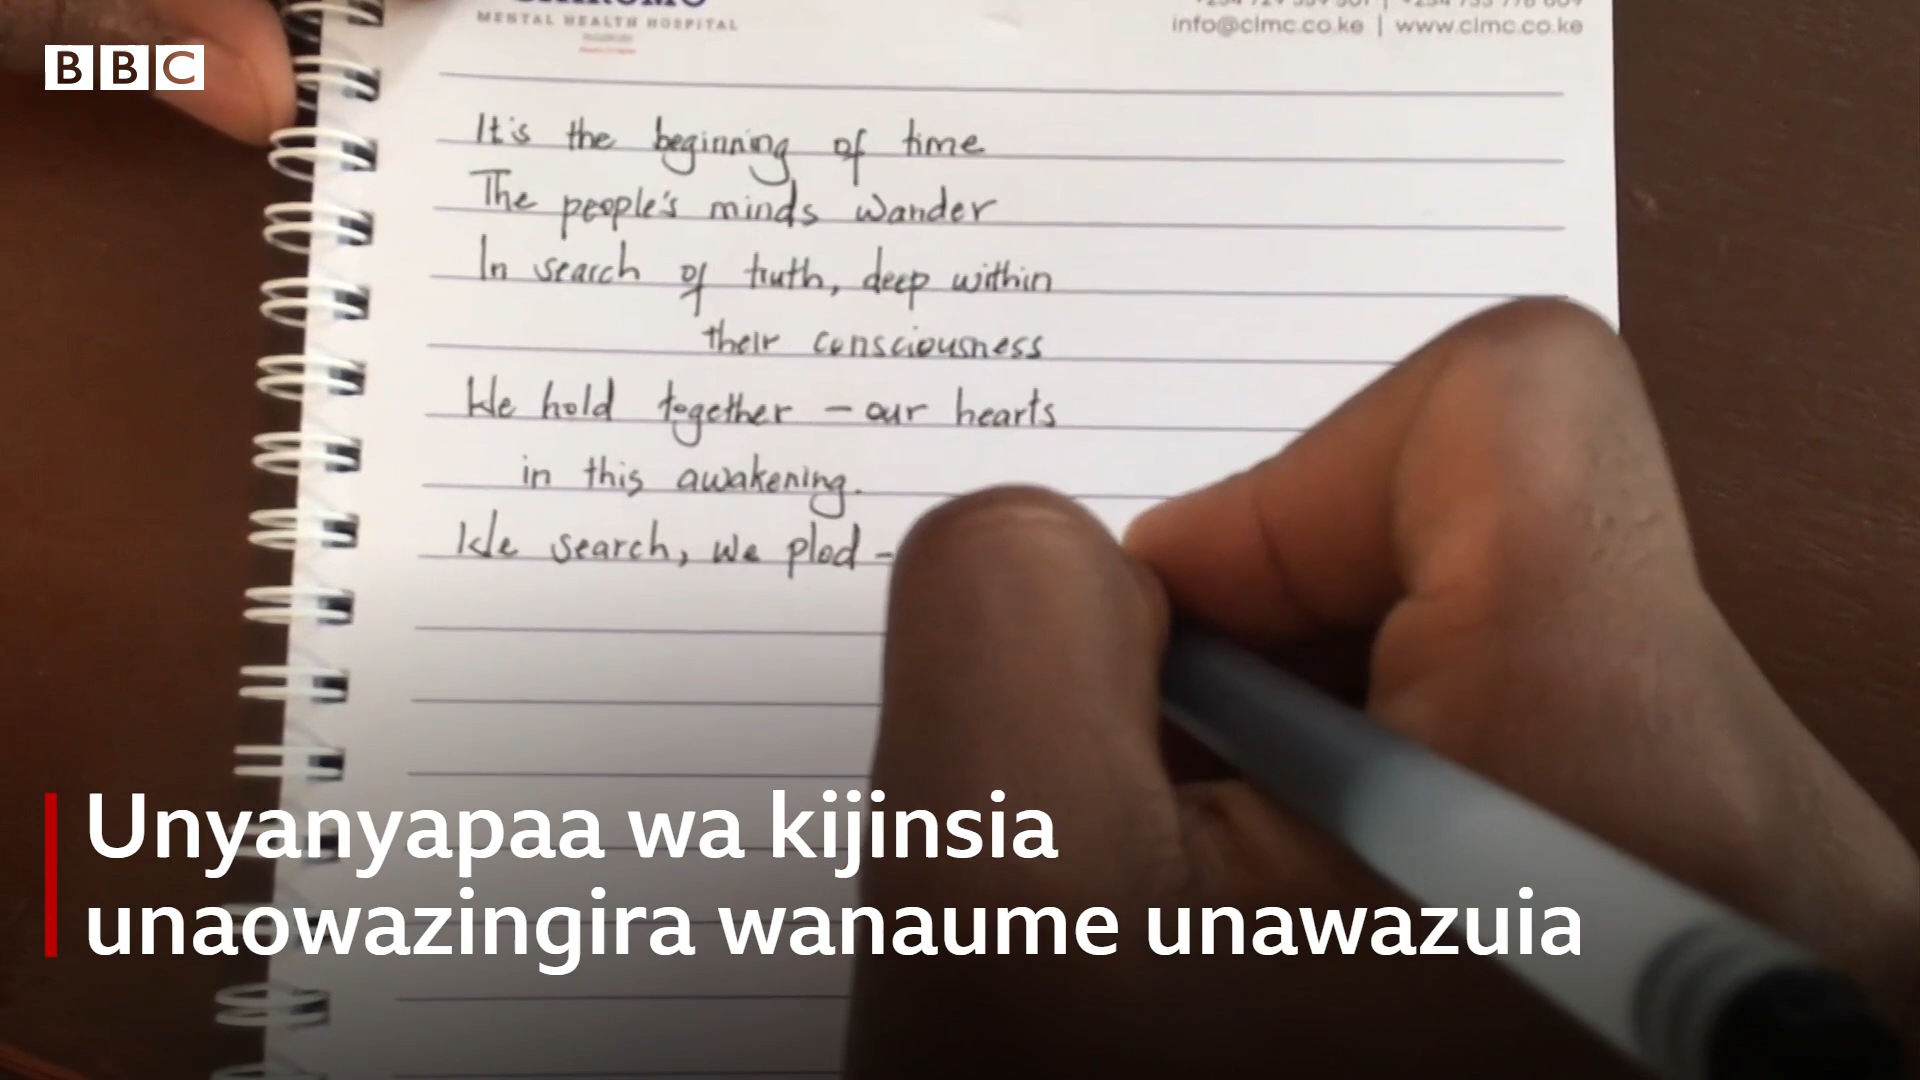 BBC
MENTAL HEALTH HOSPITAL
info@clmc.co.ke | www.clmc.co.ke
It's the beginning of time
The people's minds wander
In search of truth, deep within
their consciousness
We hold together – our hearts
in this awakening.
We search, we plod –
Unyanyapaa wa kijinsia
unaowazingira wanaume unawazuia